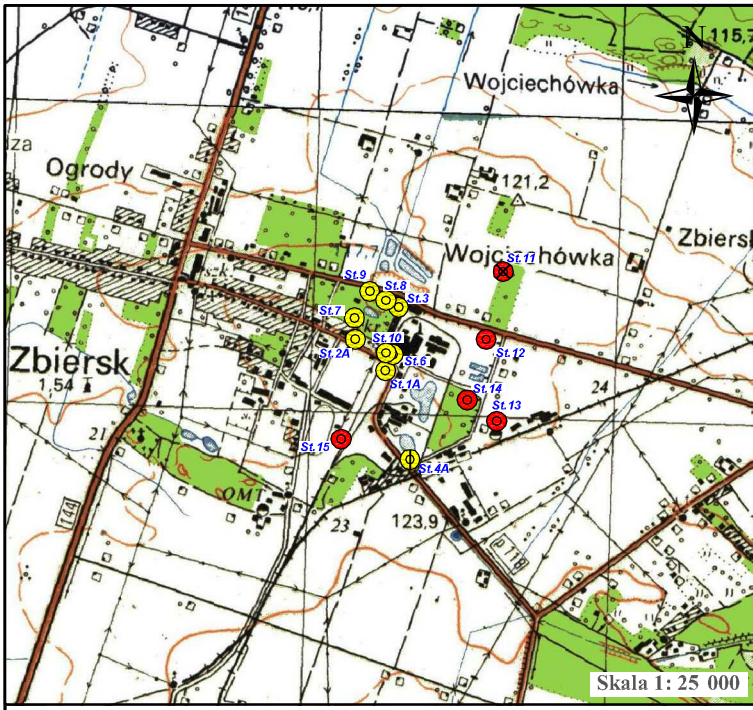 N
115,7
Wojciechówka
dza
Ogrody
121,2
Wojciechówka
Zbiersk
St.11
St.9
St.8
St.3
St.7
St.10
St.2A
St.6
St.12
Zbiersk
St.1A
1,54
24
St.14
St.13
21
St.15
St.4A
OMT
144
23
123,9
Skala 1: 25 000